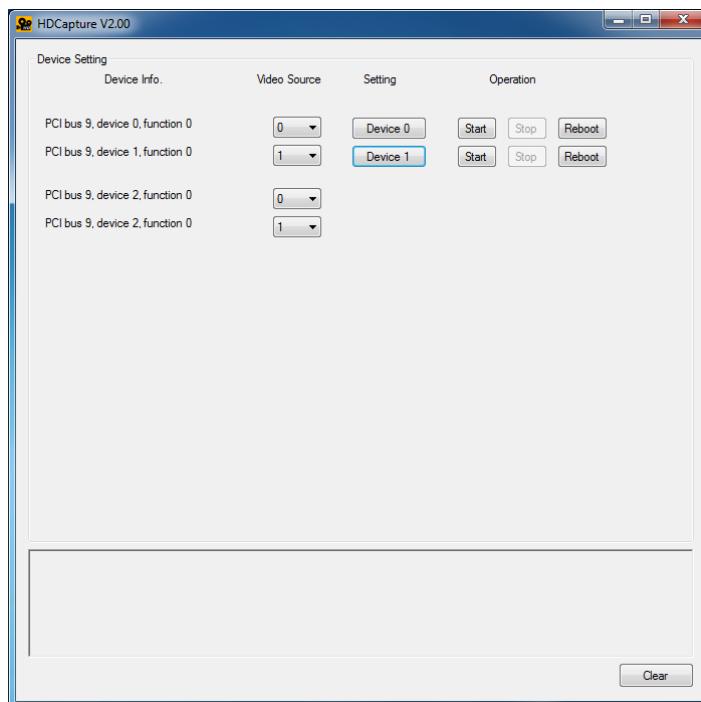 HDCapture V2.00
Device Setting
Device Info. Video Source Setting Operation
PCI bus 9, device 0, function 0 0 Device 0 Start Stop Reboot
PCI bus 9, device 1, function 0 1 Device 1 Start Stop Reboot
PCI bus 9, device 2, function 0 0
PCI bus 9, device 2, function 0 1
Clear